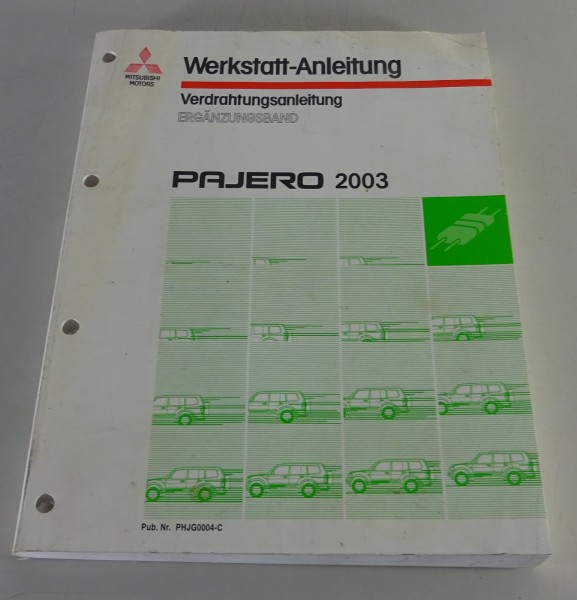 MITSUBISHI
MOTORS
Werkstatt-Anleitung
Verdrahtungsanleitung
ERGÄNZUNGSBAND
PAJERO 2003
Pub. Nr. PHJG0004-C